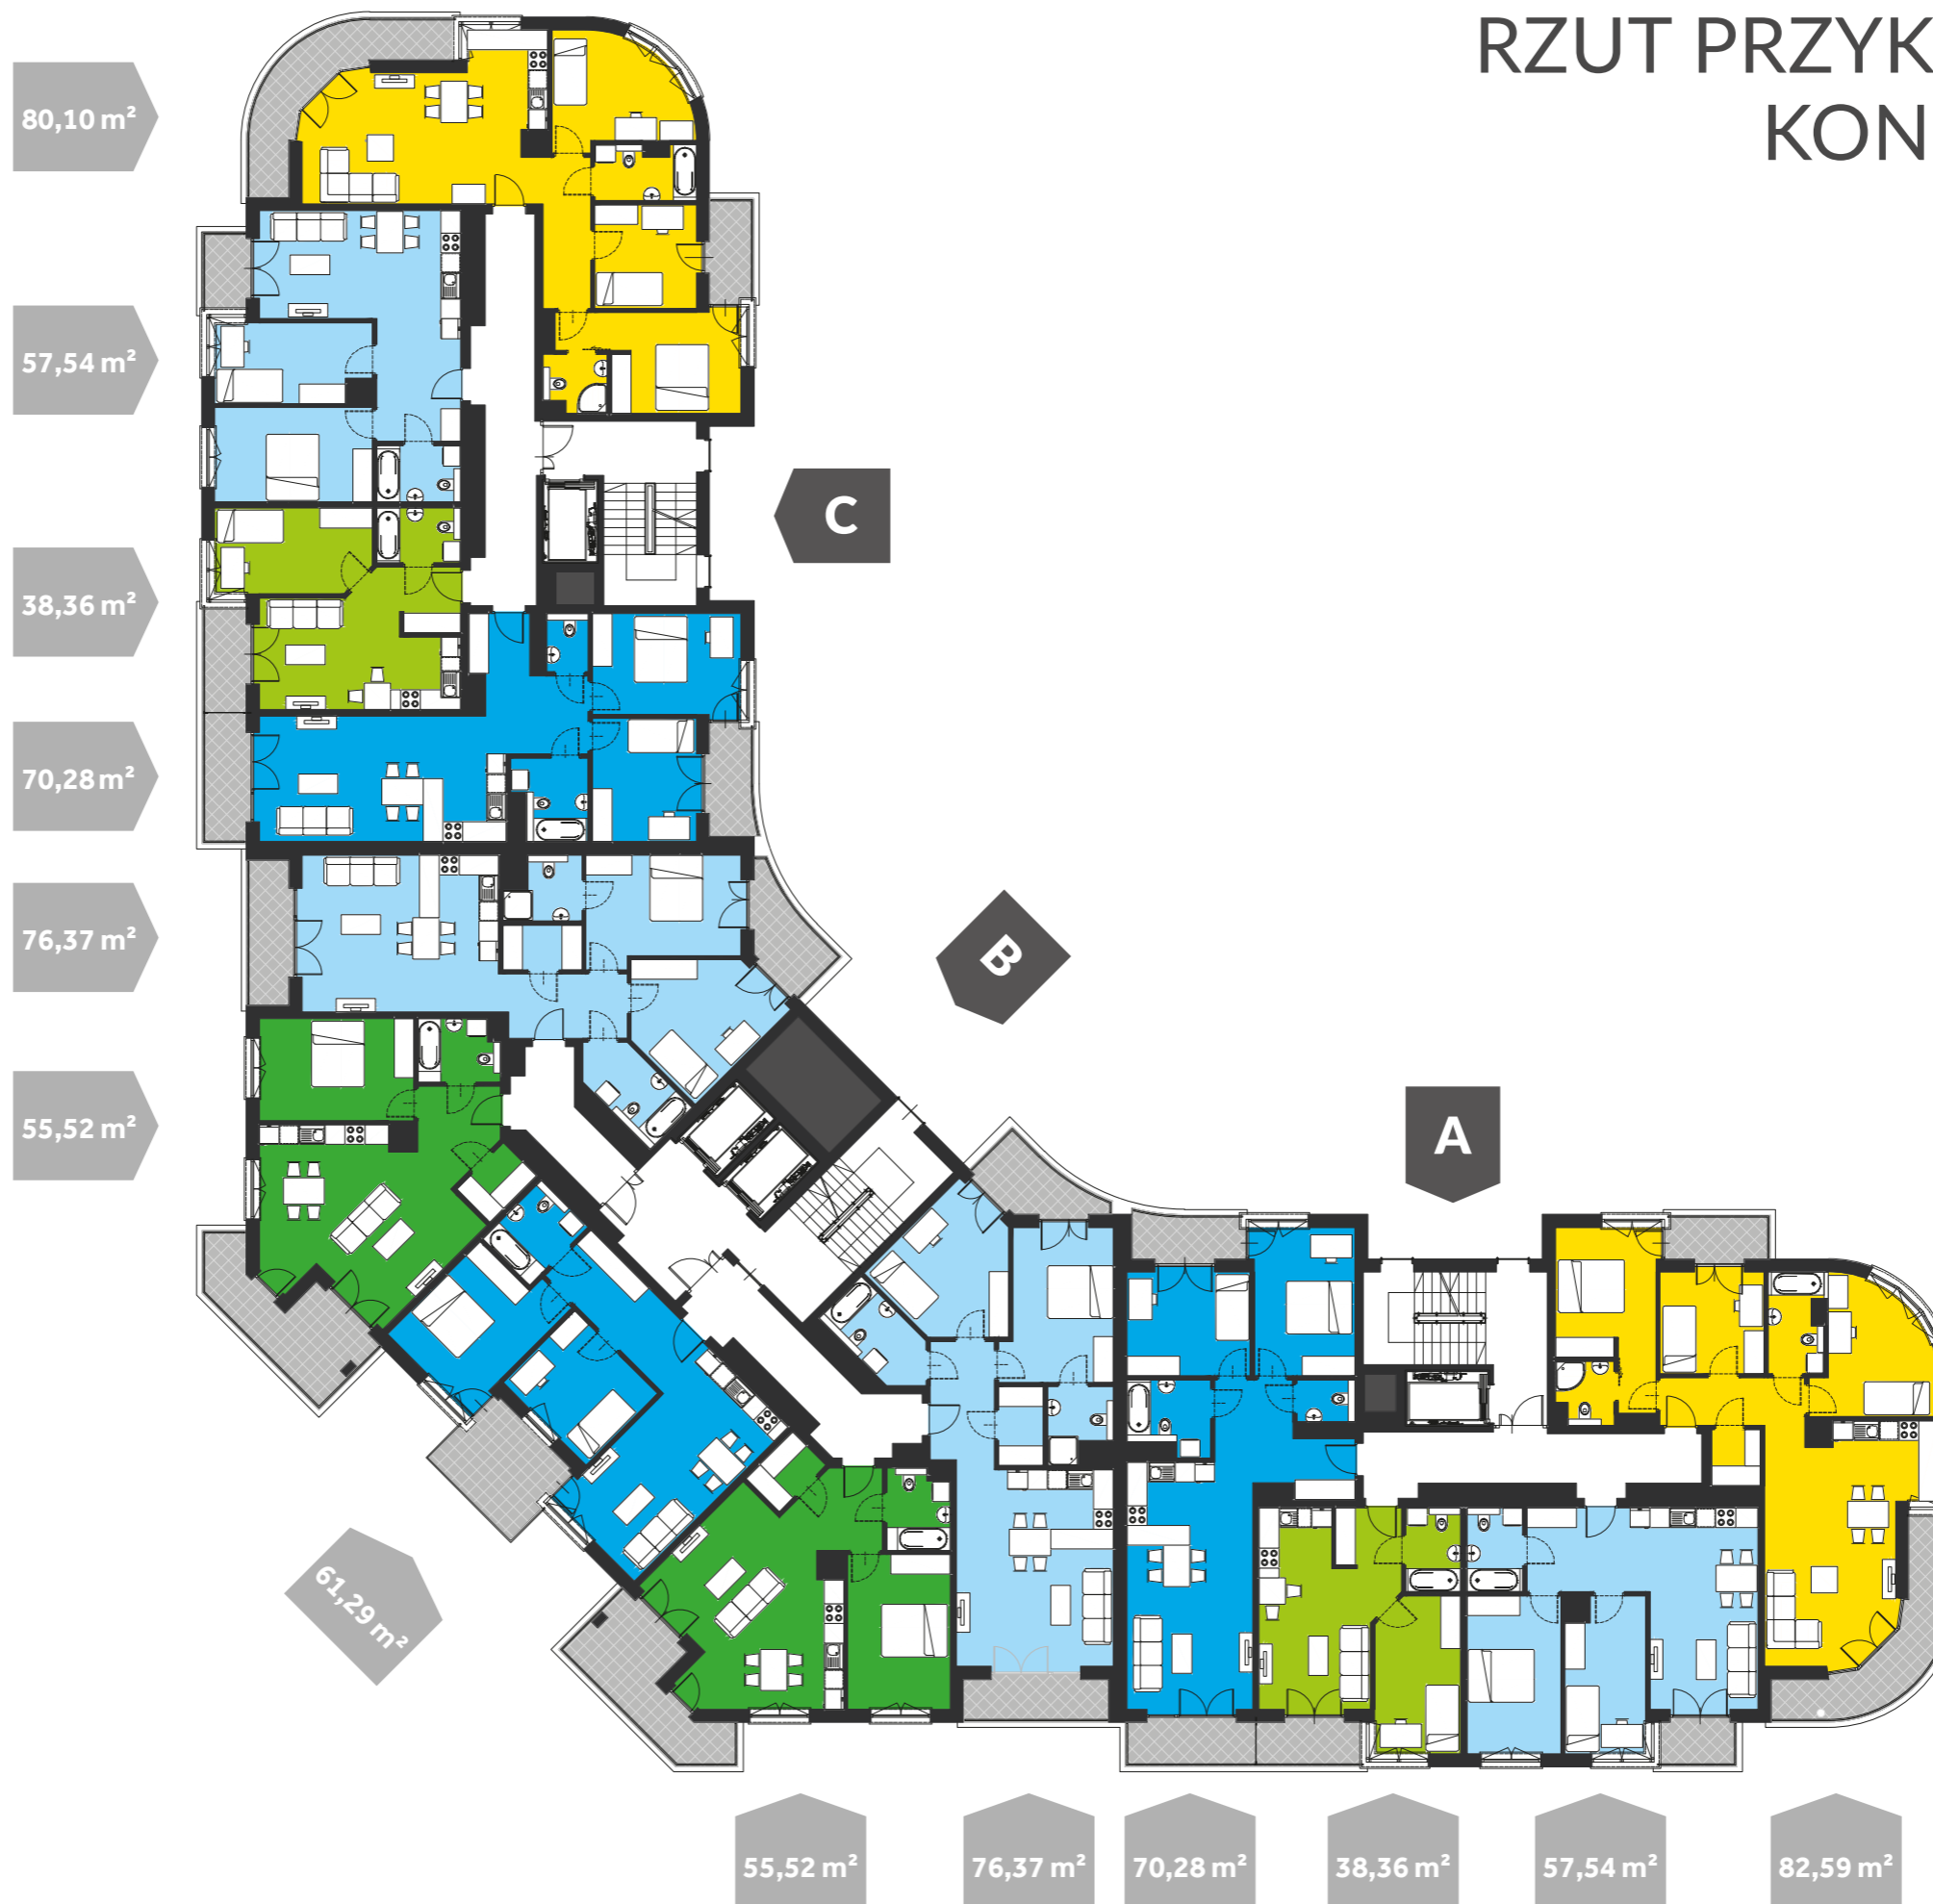 RZUT PRZYK
KON
80,10 m²
57,54 m²
38,36 m²
70,28 m²
76,37 m²
55,52 m²
C
B
A
61,29 m²
55,52 m²
76,37 m²
70,28 m²
38,36 m²
57,54 m²
82,59 m²